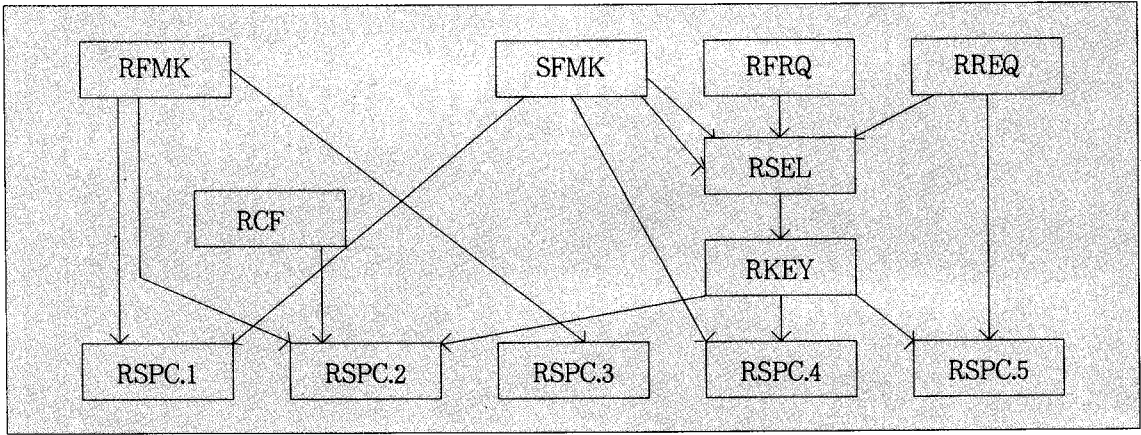 RFMK SFMK RFRQ RREQ
RSEL
RCF
RKEY
RSPC.1 RSPC.2 RSPC.3 RSPC.4 RSPC.5